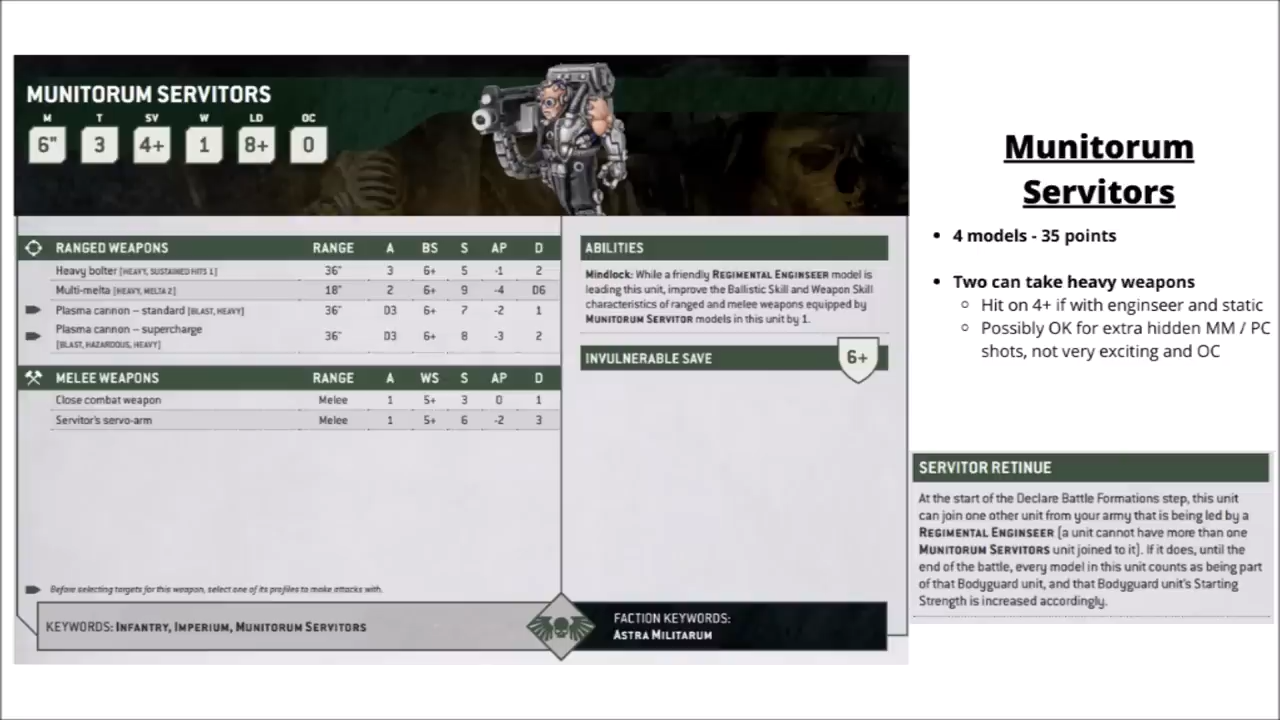 MUNITORUM SERVITORS
M T SV W LD OC
6" 3 4+ 1 8+ 0
RANGED WEAPONS RANGE A BS S AP D
Heavy bolter [HEAVY, SUSTAINED HITS 1] 36" 3 6+ 5 -1 2
Multi-melta [HEAVY, MELTA 2] 18" 2 6+ 9 -4 D6
Plasma cannon – standard [BLAST, HEAVY] 36" D3 6+ 7 -2 1
Plasma cannon – supercharge
[BLAST, HAZARDOUS, HEAVY] 36" D3 6+ 8 -3 2
MELEE WEAPONS RANGE A WS S AP D
Close combat weapon Melee 1 5+ 3 0 1
Servitor's servo-arm Melee 1 5+ 6 -2 3
Before selecting targets for this weapon, select one of its profiles to make attacks with.
KEYWORDS: INFANTRY, IMPERIUM, MUNITORUM SERVITORS
ABILITIES
Mindlock: While a friendly REGIMENTAL ENGINSEER model is
leading this unit, improve the Ballistic Skill and Weapon Skill
characteristics of ranged and melee weapons equipped by
MUNITORUM SERVITOR models in this unit by 1.
INVULNERABLE SAVE 6+
FACTION KEYWORDS:
ASTRA MILITARUM
Munitorum
Servitors
4 models - 35 points
Two can take heavy weapons
Hit on 4+ if with engineer and static
Possibly OK for extra hidden MM / PC
shots, not very exciting and OC
SERVITOR RETINUE
At the start of the Declare Battle Formations step, this unit
can join one other unit from your army that is being led by a
REGIMENTAL ENGINSEER (a unit cannot have more than one
MUNITORUM SERVITORS unit joined to it). If it does, until the
end of the battle, every model in this unit counts as being part
of that Bodyguard unit, and that Bodyguard unit's Starting
Strength is increased accordingly.